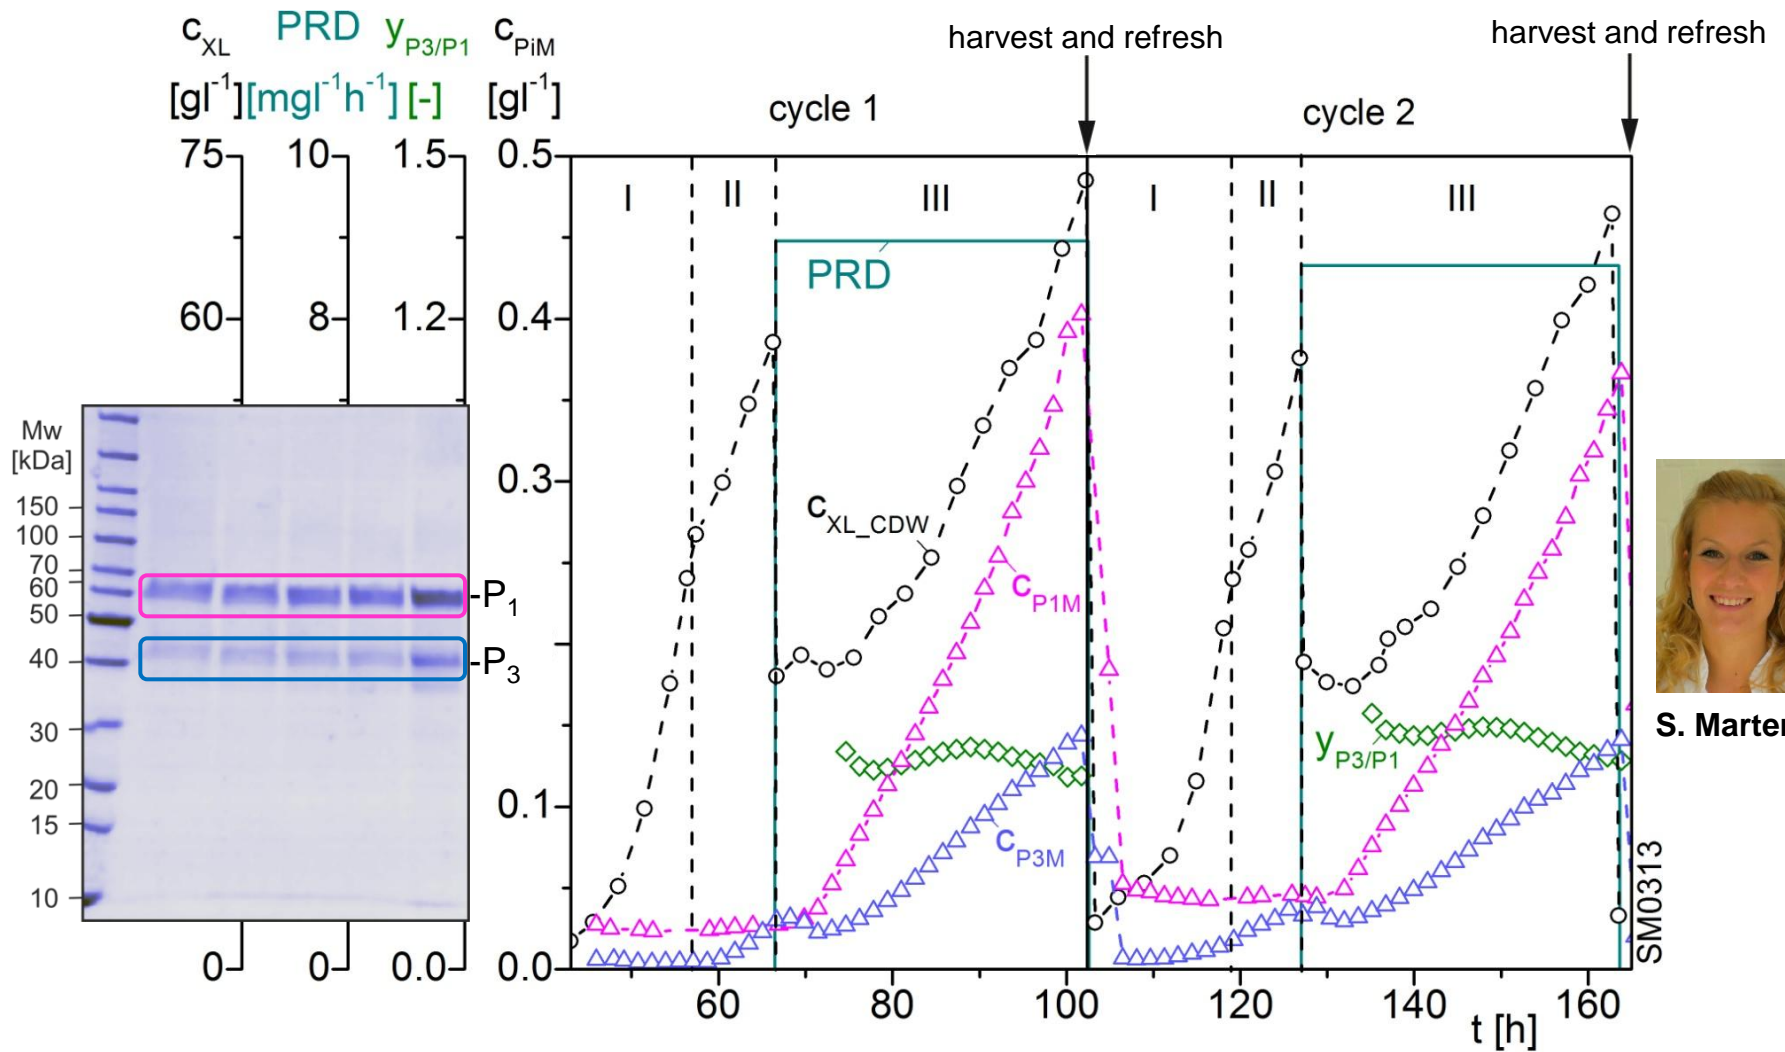 c_XL PRD y_P3/P1 c_PiM
[gl⁻¹] [mgl⁻¹h⁻¹] [-] [gl⁻¹]
harvest and refresh
harvest and refresh
cycle 1
cycle 2
75 10 1.5 0.5
I II III I II III
PRD
60 8 1.2 0.4
0.3
c_XL_CDW
c_P1M
Mw
[kDa]
150
100
70
60
50
40
30
20
15
10
-P₁
-P₃
y_P3/P1
S. Marter
0.1
c_P3M
SM0313
0 0 0.0 0.0
60 80 100 120 140 160
t [h]